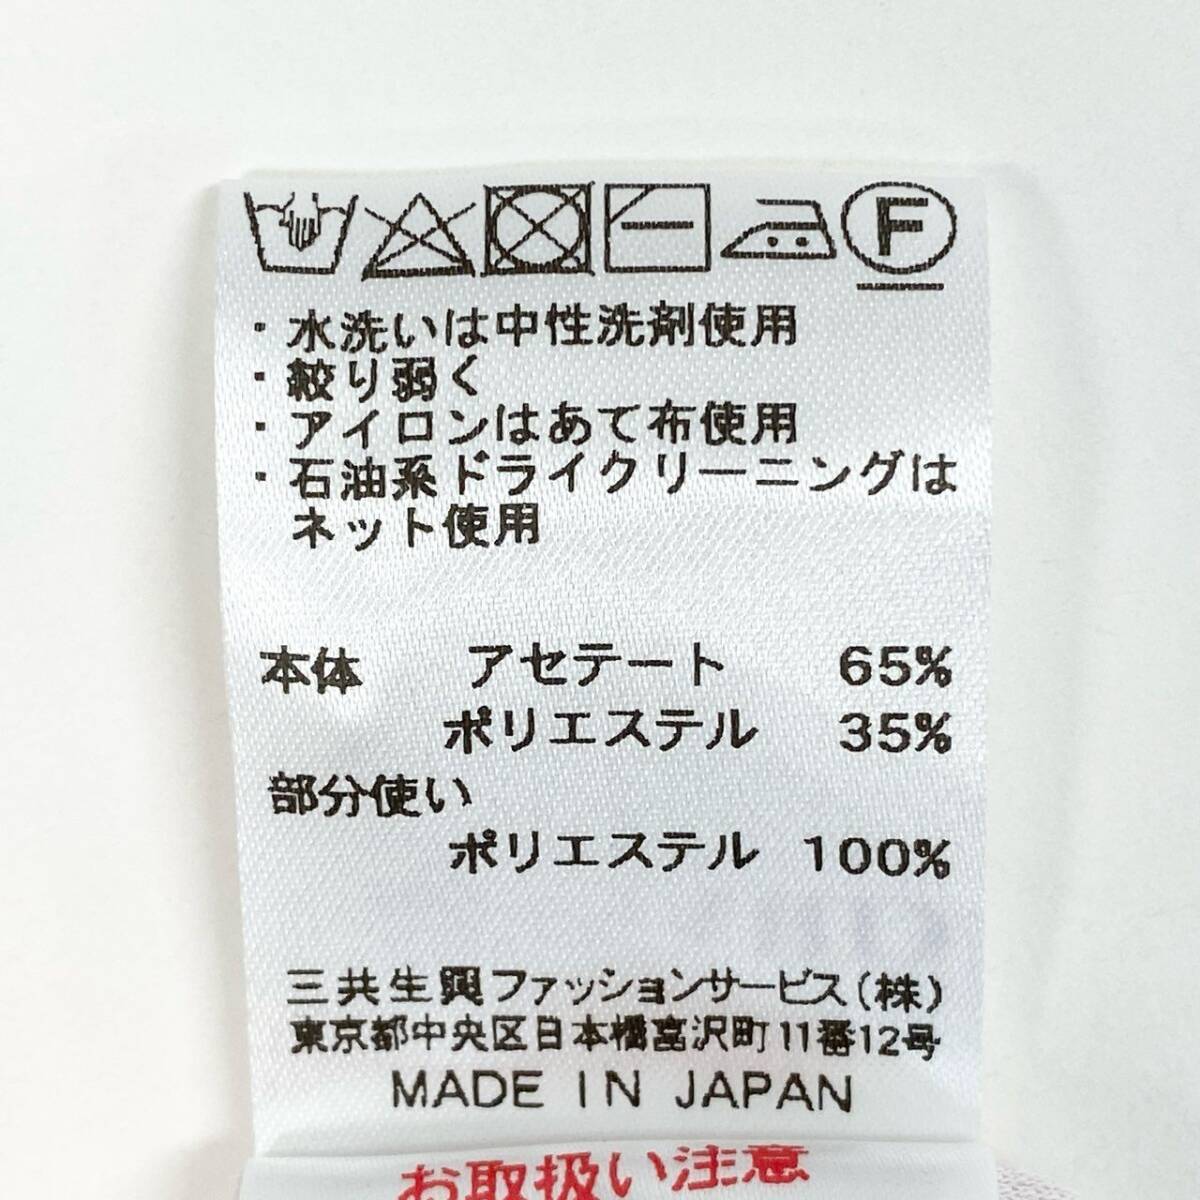 F
・水洗いは中性洗剤使用
・絞り弱く
・アイロンはあて布使用
・石油系ドライクリーニングは
ネット使用
本体 アセテート 65%
ポリエステル 35%
部分使い
ポリエステル 100%
三共生興ファッションサービス(株)
東京都中央区日本橋富沢町11番12号
MADE IN JAPAN
お取扱い注意